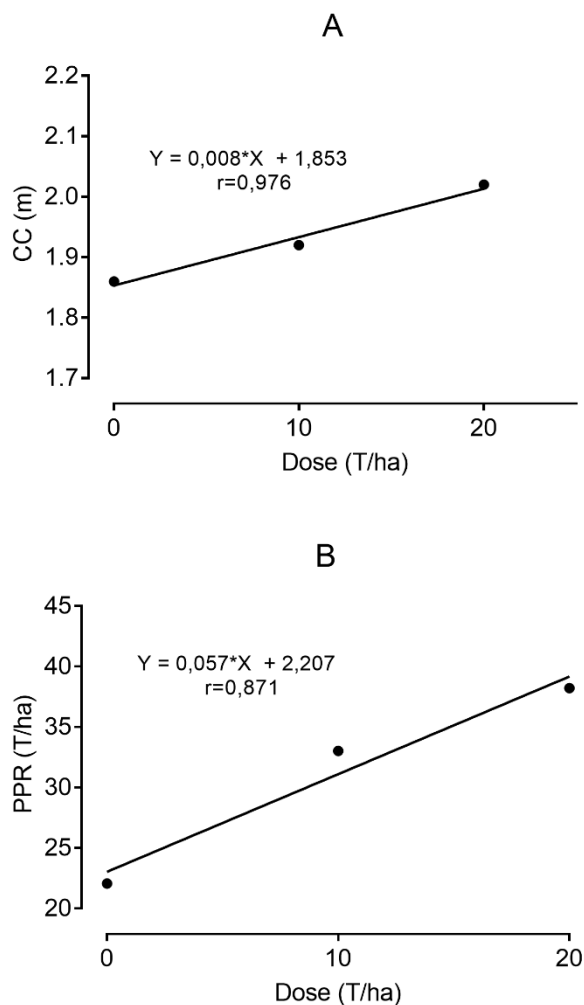 A
2.2
2.1
2.0
1.9
1.8
1.7
CC (m)
Y = 0,008*X + 1,853
r=0,976
0 10 20
Dose (T/ha)
B
45
40
35
30
25
20
PPR (T/ha)
Y = 0,057*X + 2,207
r=0,871
0 10 20
Dose (T/ha)